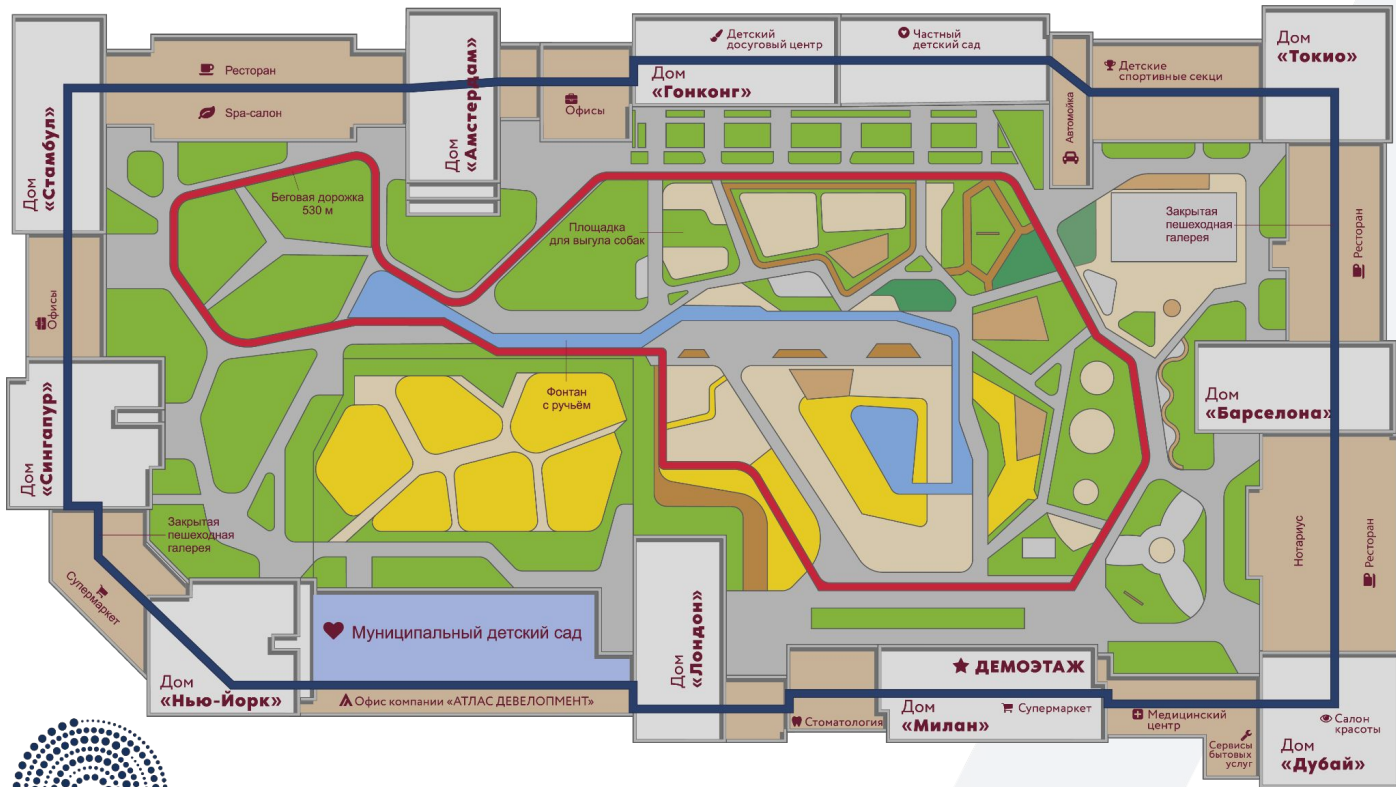 Ресторан
Spa-салон
Дом
«Стамбул»
Дом
«Амстердам»
Офисы
Детский
досуговый центр
Частный
детский сад
Дом
«Гонконг»
Автомойка
Детские
спортивные секци
Дом
«Токио»
Беговая дорожка
530 м
Площадка
для выгула собак
Закрытая
пешеходная
галерея
Ресторан
Офисы
Фонтан
с ручьём
Дом
«Барселона»
Дом
«Сингапур»
Закрытая
пешеходная
галерея
Супермаркет
Нотариус
Ресторан
Муниципальный детский сад
Дом
«Лондон»
ДЕМОЭТАЖ
Дом
«Нью-Йорк»
Офис компании «АТЛАС ДЕВЕЛОПМЕНТ»
Стоматология
Дом
«Милан»
Супермаркет
Медицинский
центр
Сервисы
бытовых
услуг
Салон
красоты
Дом
«Дубай»